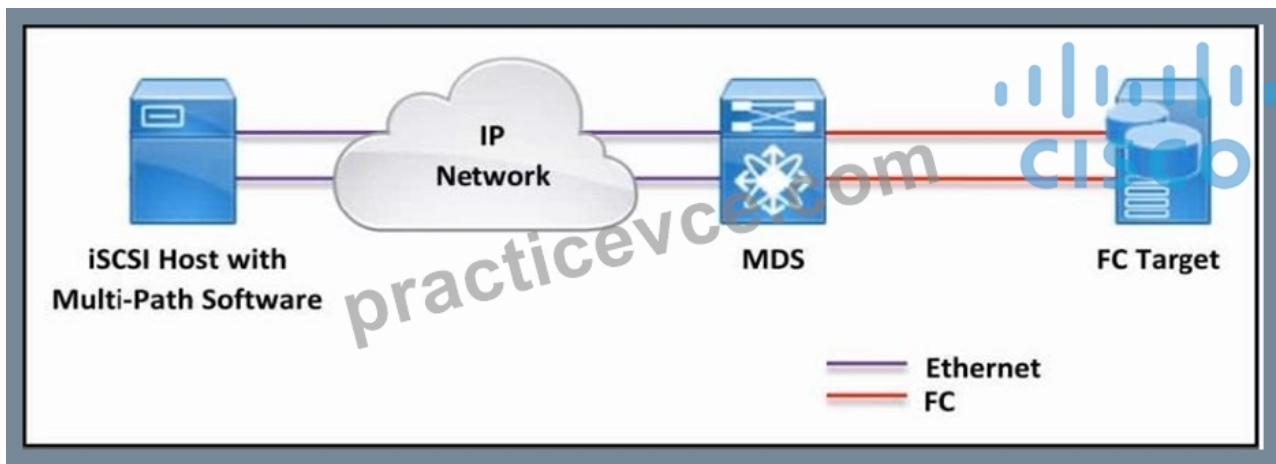 CISCO
IP
Network
practicevce.com
iSCSI Host with
Multi-Path Software
MDS
FC Target
Ethernet
FC